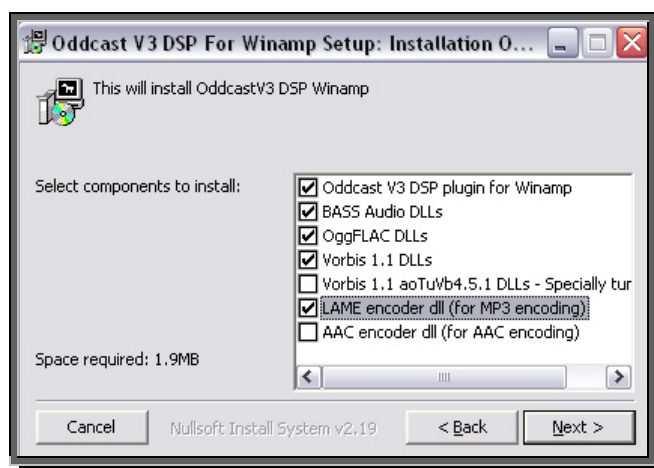 Oddcast V3 DSP For Winamp Setup: Installation O...
This will install OddcastV3 DSP Winamp
Select components to install:
Oddcast V3 DSP plugin for Winamp
BASS Audio DLLs
OggFLAC DLLs
Vorbis 1.1 DLLs
Vorbis 1.1 aoTuVb4.5.1 DLLs - Specially tur
LAME encoder dll (for MP3 encoding)
AAC encoder dll (for AAC encoding)
Space required: 1.9MB
Cancel
Nullsoft Install System v2.19
< Back
Next >